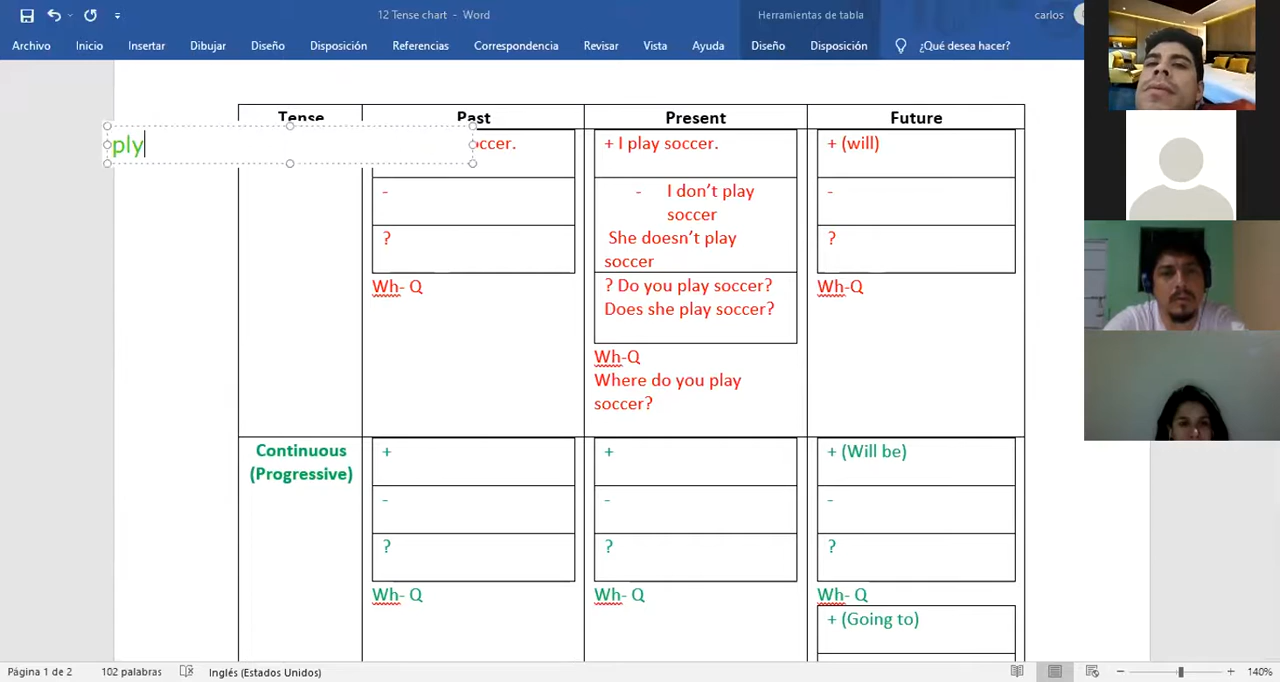 12 Tense chart - Word
Herramientas de tabla
carlos
Archivo Inicio Insertar Dibujar Diseño Disposición Referencias Correspondencia Revisar Vista Ayuda Diseño Disposición ¿Qué desea hacer?
Tense Past Present Future
ply
occer.
-
?
Wh- Q
+ I play soccer.
- I don't play
soccer
She doesn't play
soccer
? Do you play soccer?
Does she play soccer?
Wh-Q
Where do you play
soccer?
+ (will)
-
?
Wh-Q
Continuous
(Progressive)
+
-
?
Wh- Q
+
-
?
Wh- Q
+ (Will be)
-
?
Wh- Q
+ (Going to)
Página 1 de 2 102 palabras Inglés (Estados Unidos) 140%